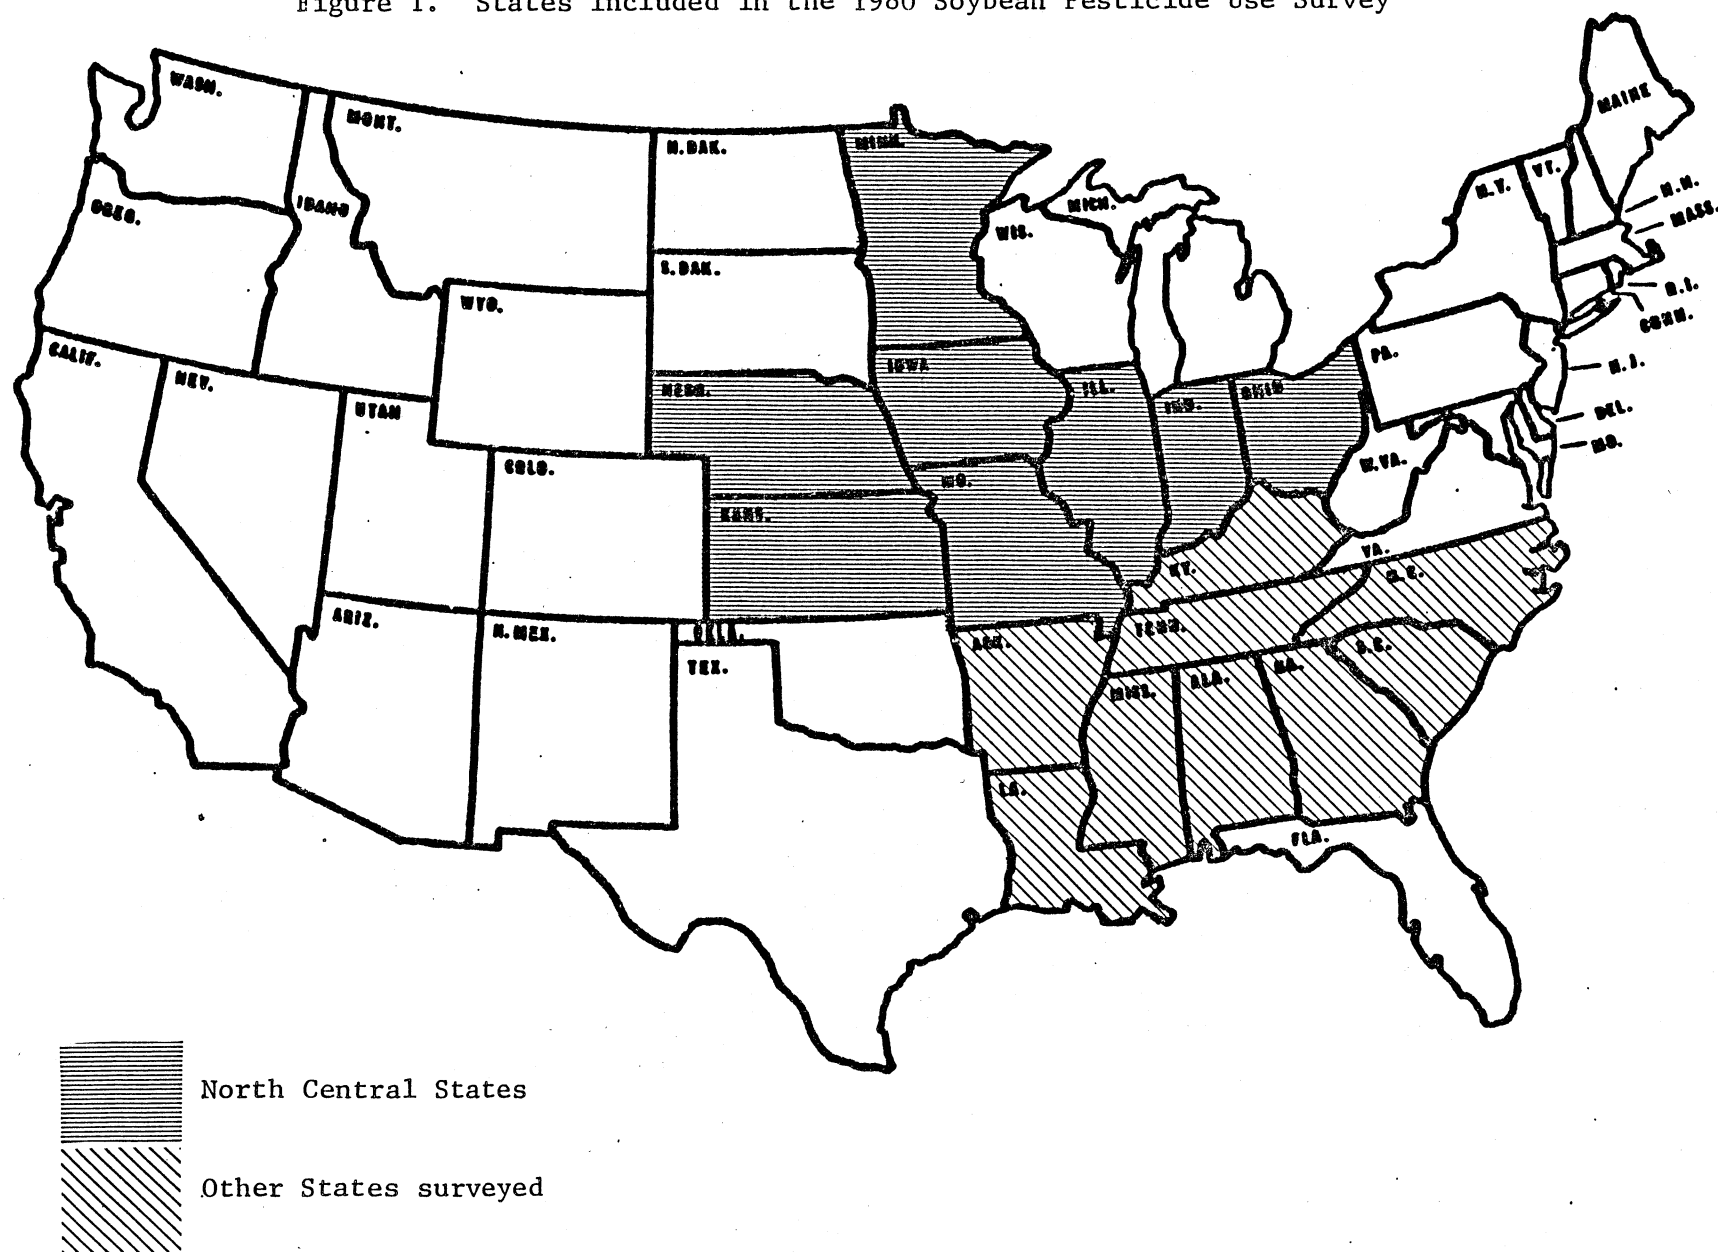 Figure 1. States Included in the 1980 Soybean Pesticide Use Survey
MAINE
WASH.
MONT.
N.DAK.
MINN.
VT.
N.Y.
N.H.
MASS.
OREG.
IDAHO
MICH.
WIS.
S.DAK.
R.I.
CONN.
WYO.
CALIF.
NEV.
IOWA
PA.
N.J.
UTAH
NEBR.
ILL.
IND.
OHIO
DEL.
MD.
COLO.
W.VA.
MO.
KANS.
VA.
KY.
N.C.
ARIZ.
N.MEX.
OKLA.
TENN.
ARK.
S.C.
TEX.
MISS.
ALA.
GA.
LA.
FLA.
North Central States
Other States surveyed